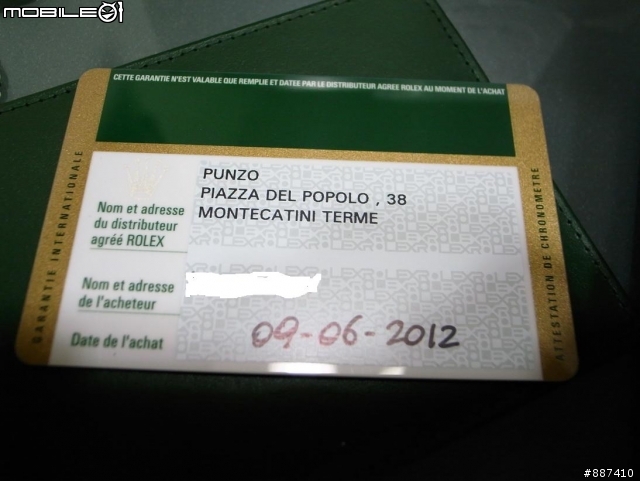 MOBILE01
CETTE GARANTIE N'EST VALABLE QUE REMPLIE ET DATEE PAR LE DISTRIBUTEUR AGREE ROLEX AU MOMENT DE L'ACHAT
GARANTIE INTERNATIONALE
Nom et adresse
du distributeur
agréé ROLEX
PUNZO
PIAZZA DEL POPOLO , 38
MONTECATINI TERME
Nom et adresse
de l'acheteur
Date de l'achat
09-06-2012
ATTESTATION DE CHRONOMETRE
#887410